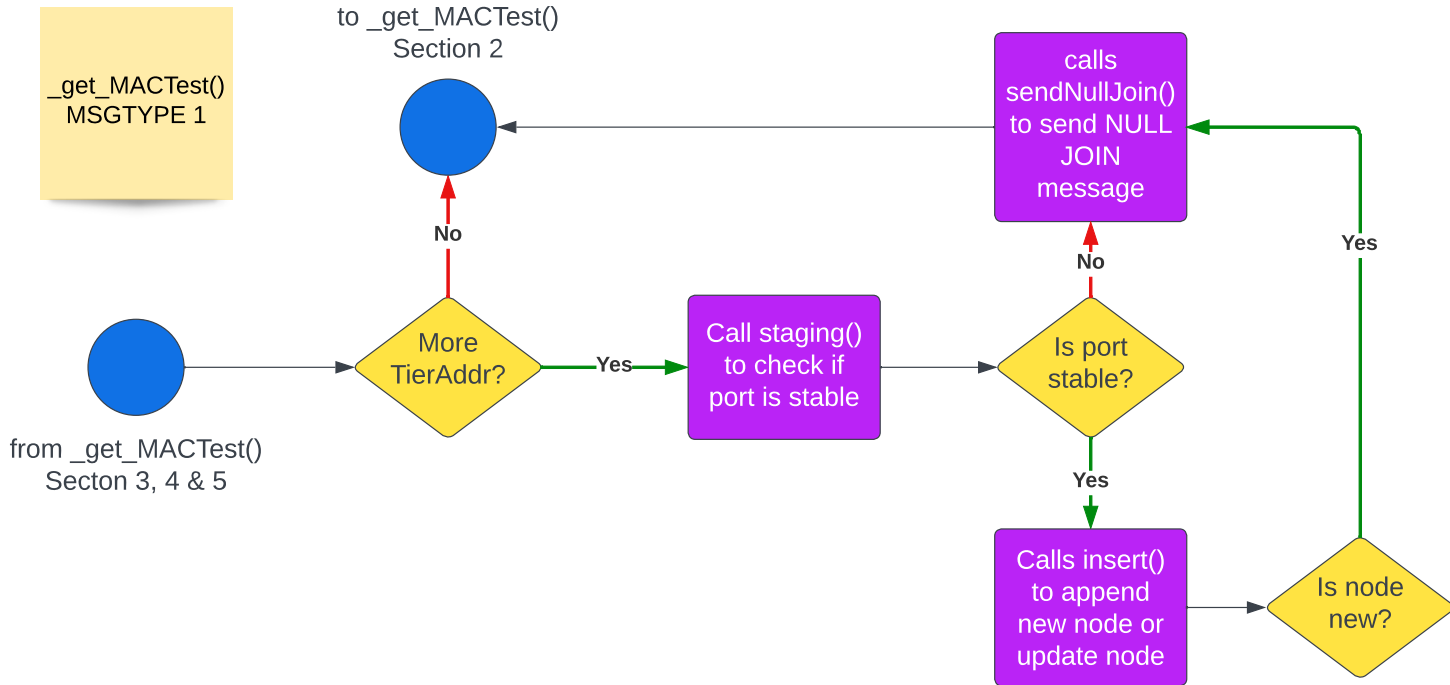 _get_MACTest()
MSGTYPE 1
to _get_MACTest()
Section 2
calls
sendNullJoin()
to send NULL
JOIN
message
No
No
Yes
from _get_MACTest()
Secton 3, 4 & 5
More
TierAddr?
Yes
Call staging()
to check if
port is stable
Is port
stable?
Yes
Calls insert()
to append
new node or
update node
Is node
new?